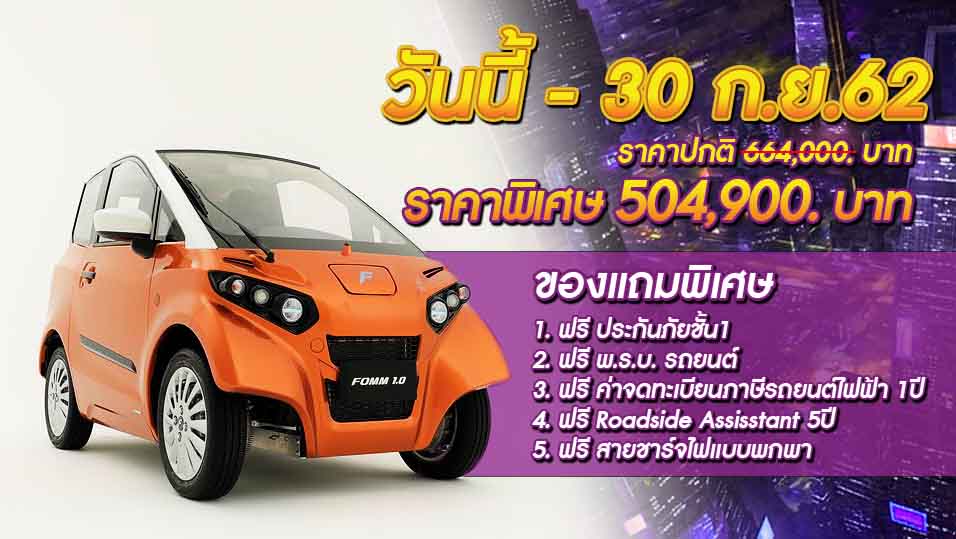 วันนี้ - 30 ก.ย.62
ราคาปกติ 664,000. บาท
ราคาพิเศษ 504,900. บาท
ของแถมพิเศษ
1. ฟรี ประกันภัยชั้น1
2. ฟรี พ.ร.บ. รถยนต์
3. ฟรี ค่าจดทะเบียนภาษีรถยนต์ไฟฟ้า 1ปี
4. ฟรี Roadside Assisstant 5ปี
5. ฟรี สายชาร์จไฟแบบพกพา
F
FOMM 1.0